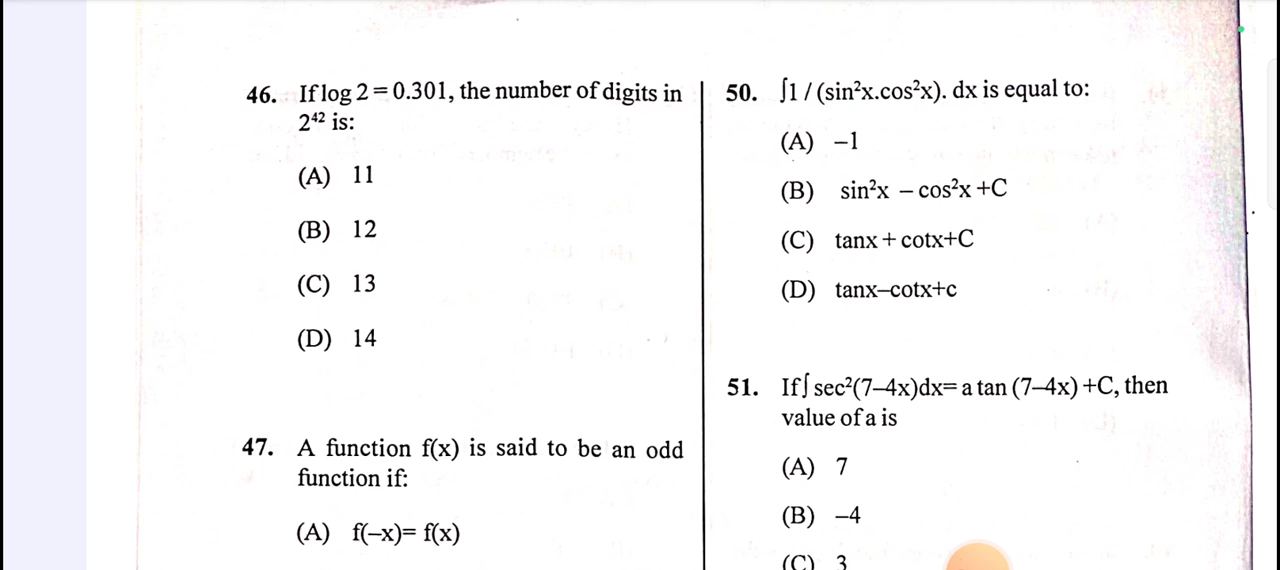 46. If log 2 = 0.301, the number of digits in
2⁴² is:
(A) 11
(B) 12
(C) 13
(D) 14
47. A function f(x) is said to be an odd
function if:
(A) f(–x)= f(x)
50. ∫1 / (sin²x.cos²x). dx is equal to:
(A) –1
(B) sin²x – cos²x +C
(C) tanx + cotx+C
(D) tanx–cotx+c
51. If∫ sec²(7–4x)dx= a tan (7–4x) +C, then
value of a is
(A) 7
(B) –4
(C) 3